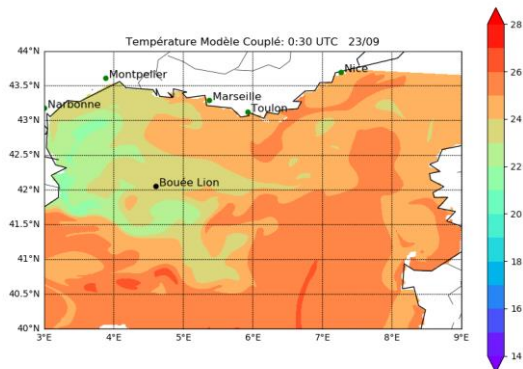 Température Modèle Couplé: 0:30 UTC 23/09
44°N
43.5°N
43°N
42.5°N
42°N
41.5°N
41°N
40.5°N
40°N
3°E
4°E
5°E
6°E
7°E
8°E
9°E
Montpellier
Narbonne
Marseille
Toulon
Nice
Bouée Lion
28
26
24
22
20
18
16
14